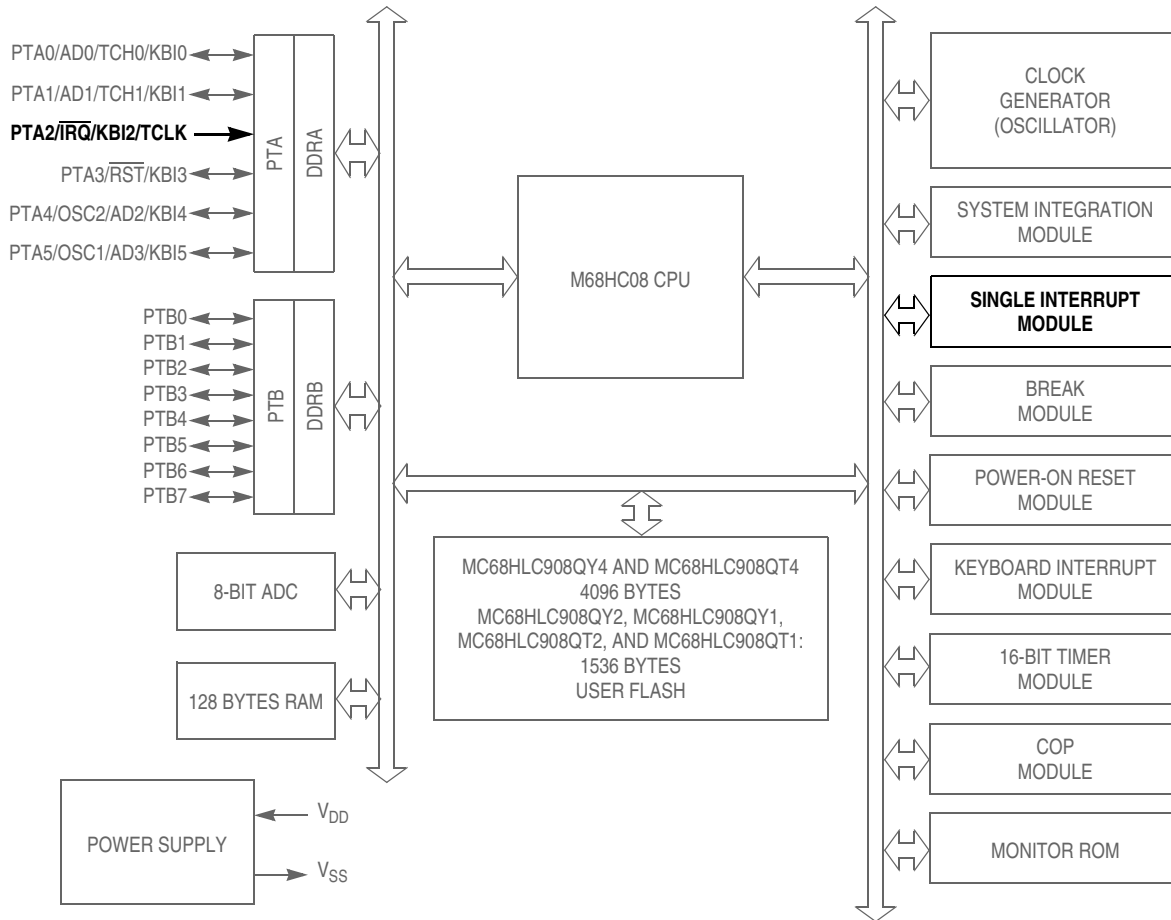 PTA0/AD0/TCH0/KBI0
PTA1/AD1/TCH1/KBI1
PTA2/IRQ/KBI2/TCLK
PTA3/RST/KBI3
PTA4/OSC2/AD2/KBI4
PTA5/OSC1/AD3/KBI5
PTA
DDRA
PTB0
PTB1
PTB2
PTB3
PTB4
PTB5
PTB6
PTB7
PTB
DDRB
8-BIT ADC
128 BYTES RAM
POWER SUPPLY
VDD
VSS
M68HC08 CPU
MC68HLC908QY4 AND MC68HLC908QT4
4096 BYTES
MC68HLC908QY2, MC68HLC908QY1,
MC68HLC908QT2, AND MC68HLC908QT1:
1536 BYTES
USER FLASH
CLOCK
GENERATOR
(OSCILLATOR)
SYSTEM INTEGRATION
MODULE
SINGLE INTERRUPT
MODULE
BREAK
MODULE
POWER-ON RESET
MODULE
KEYBOARD INTERRUPT
MODULE
16-BIT TIMER
MODULE
COP
MODULE
MONITOR ROM